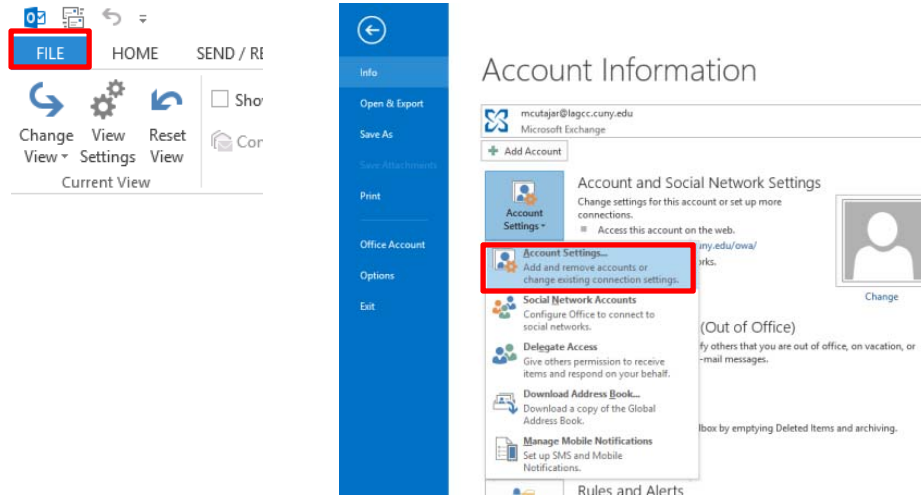 FILE HOME SEND / RE
Change View Reset
View Settings View
Show
Con
Current View
Info
Open & Export
Save As
Save Attachments
Print
Office Account
Options
Exit
Account Information
mcutajar@lagcc.cuny.edu
Microsoft Exchange
Add Account
Account
Settings
Account and Social Network Settings
Change settings for this account or set up more
connections.
Access this account on the web.
uny.edu/owa/
orks.
Account Settings...
Add and remove accounts or
change existing connection settings.
Social Network Accounts
Configure Office to connect to
social networks.
Delegate Access
Give others permission to receive
items and respond on your behalf.
Download Address Book...
Download a copy of the Global
Address Book.
Manage Mobile Notifications
Set up SMS and Mobile
Notifications.
Change
(Out of Office)
fy others that you are out of office, on vacation, or
-mail messages.
lbox by emptying Deleted Items and archiving.
Rules and Alerts